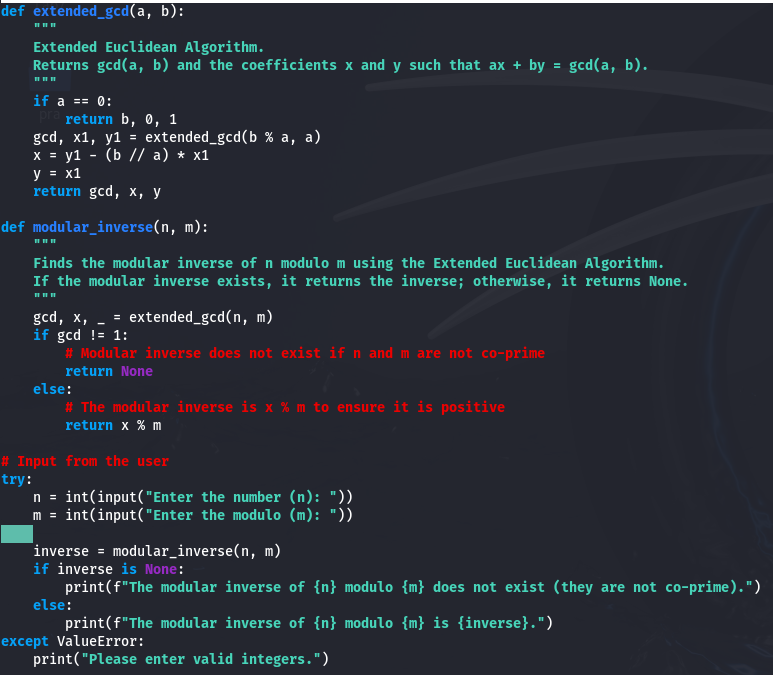 def extended_gcd(a, b):
    """
    Extended Euclidean Algorithm.
    Returns gcd(a, b) and the coefficients x and y such that ax + by = gcd(a, b).
    """
    if a == 0:
        return b, 0, 1
    gcd, x1, y1 = extended_gcd(b % a, a)
    x = y1 - (b // a) * x1
    y = x1
    return gcd, x, y

def modular_inverse(n, m):
    """
    Finds the modular inverse of n modulo m using the Extended Euclidean Algorithm.
    If the modular inverse exists, it returns the inverse; otherwise, it returns None.
    """
    gcd, x, _ = extended_gcd(n, m)
    if gcd != 1:
        # Modular inverse does not exist if n and m are not co-prime
        return None
    else:
        # The modular inverse is x % m to ensure it is positive
        return x % m

# Input from the user
try:
    n = int(input("Enter the number (n): "))
    m = int(input("Enter the modulo (m): "))

    inverse = modular_inverse(n, m)
    if inverse is None:
        print(f"The modular inverse of {n} modulo {m} does not exist (they are not co-prime).")
    else:
        print(f"The modular inverse of {n} modulo {m} is {inverse}.")
except ValueError:
    print("Please enter valid integers.")